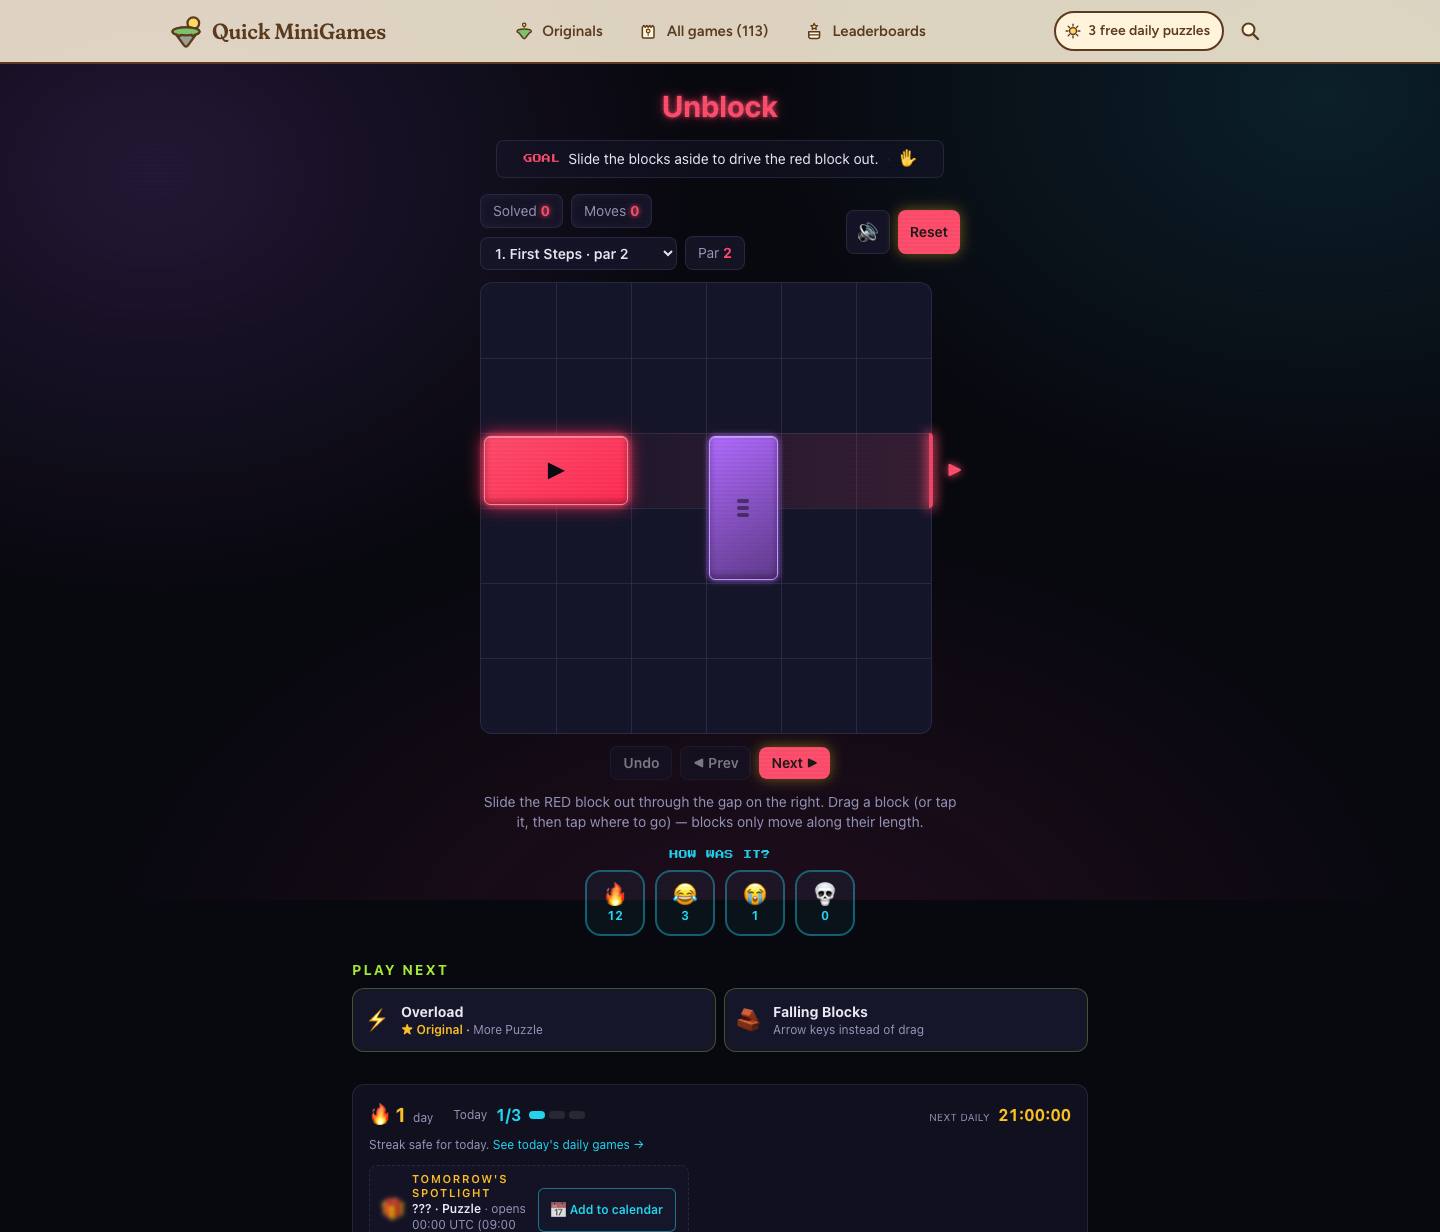 Quick MiniGames
Originals
All games (113)
Leaderboards
3 free daily puzzles
Unblock
GOAL Slide the blocks aside to drive the red block out.
Solved 0
Moves 0
Reset
1. First Steps · par 2
Par 2
Undo
Prev
Next
Slide the RED block out through the gap on the right. Drag a block (or tap
it, then tap where to go) — blocks only move along their length.
HOW WAS IT?
12
3
1
0
PLAY NEXT
Overload
Original · More Puzzle
Falling Blocks
Arrow keys instead of drag
1 day
Today 1/3
NEXT DAILY 21:00:00
Streak safe for today. See today's daily games →
TOMORROW'S
SPOTLIGHT
??? · Puzzle · opens
00:00 UTC (09:00
Add to calendar